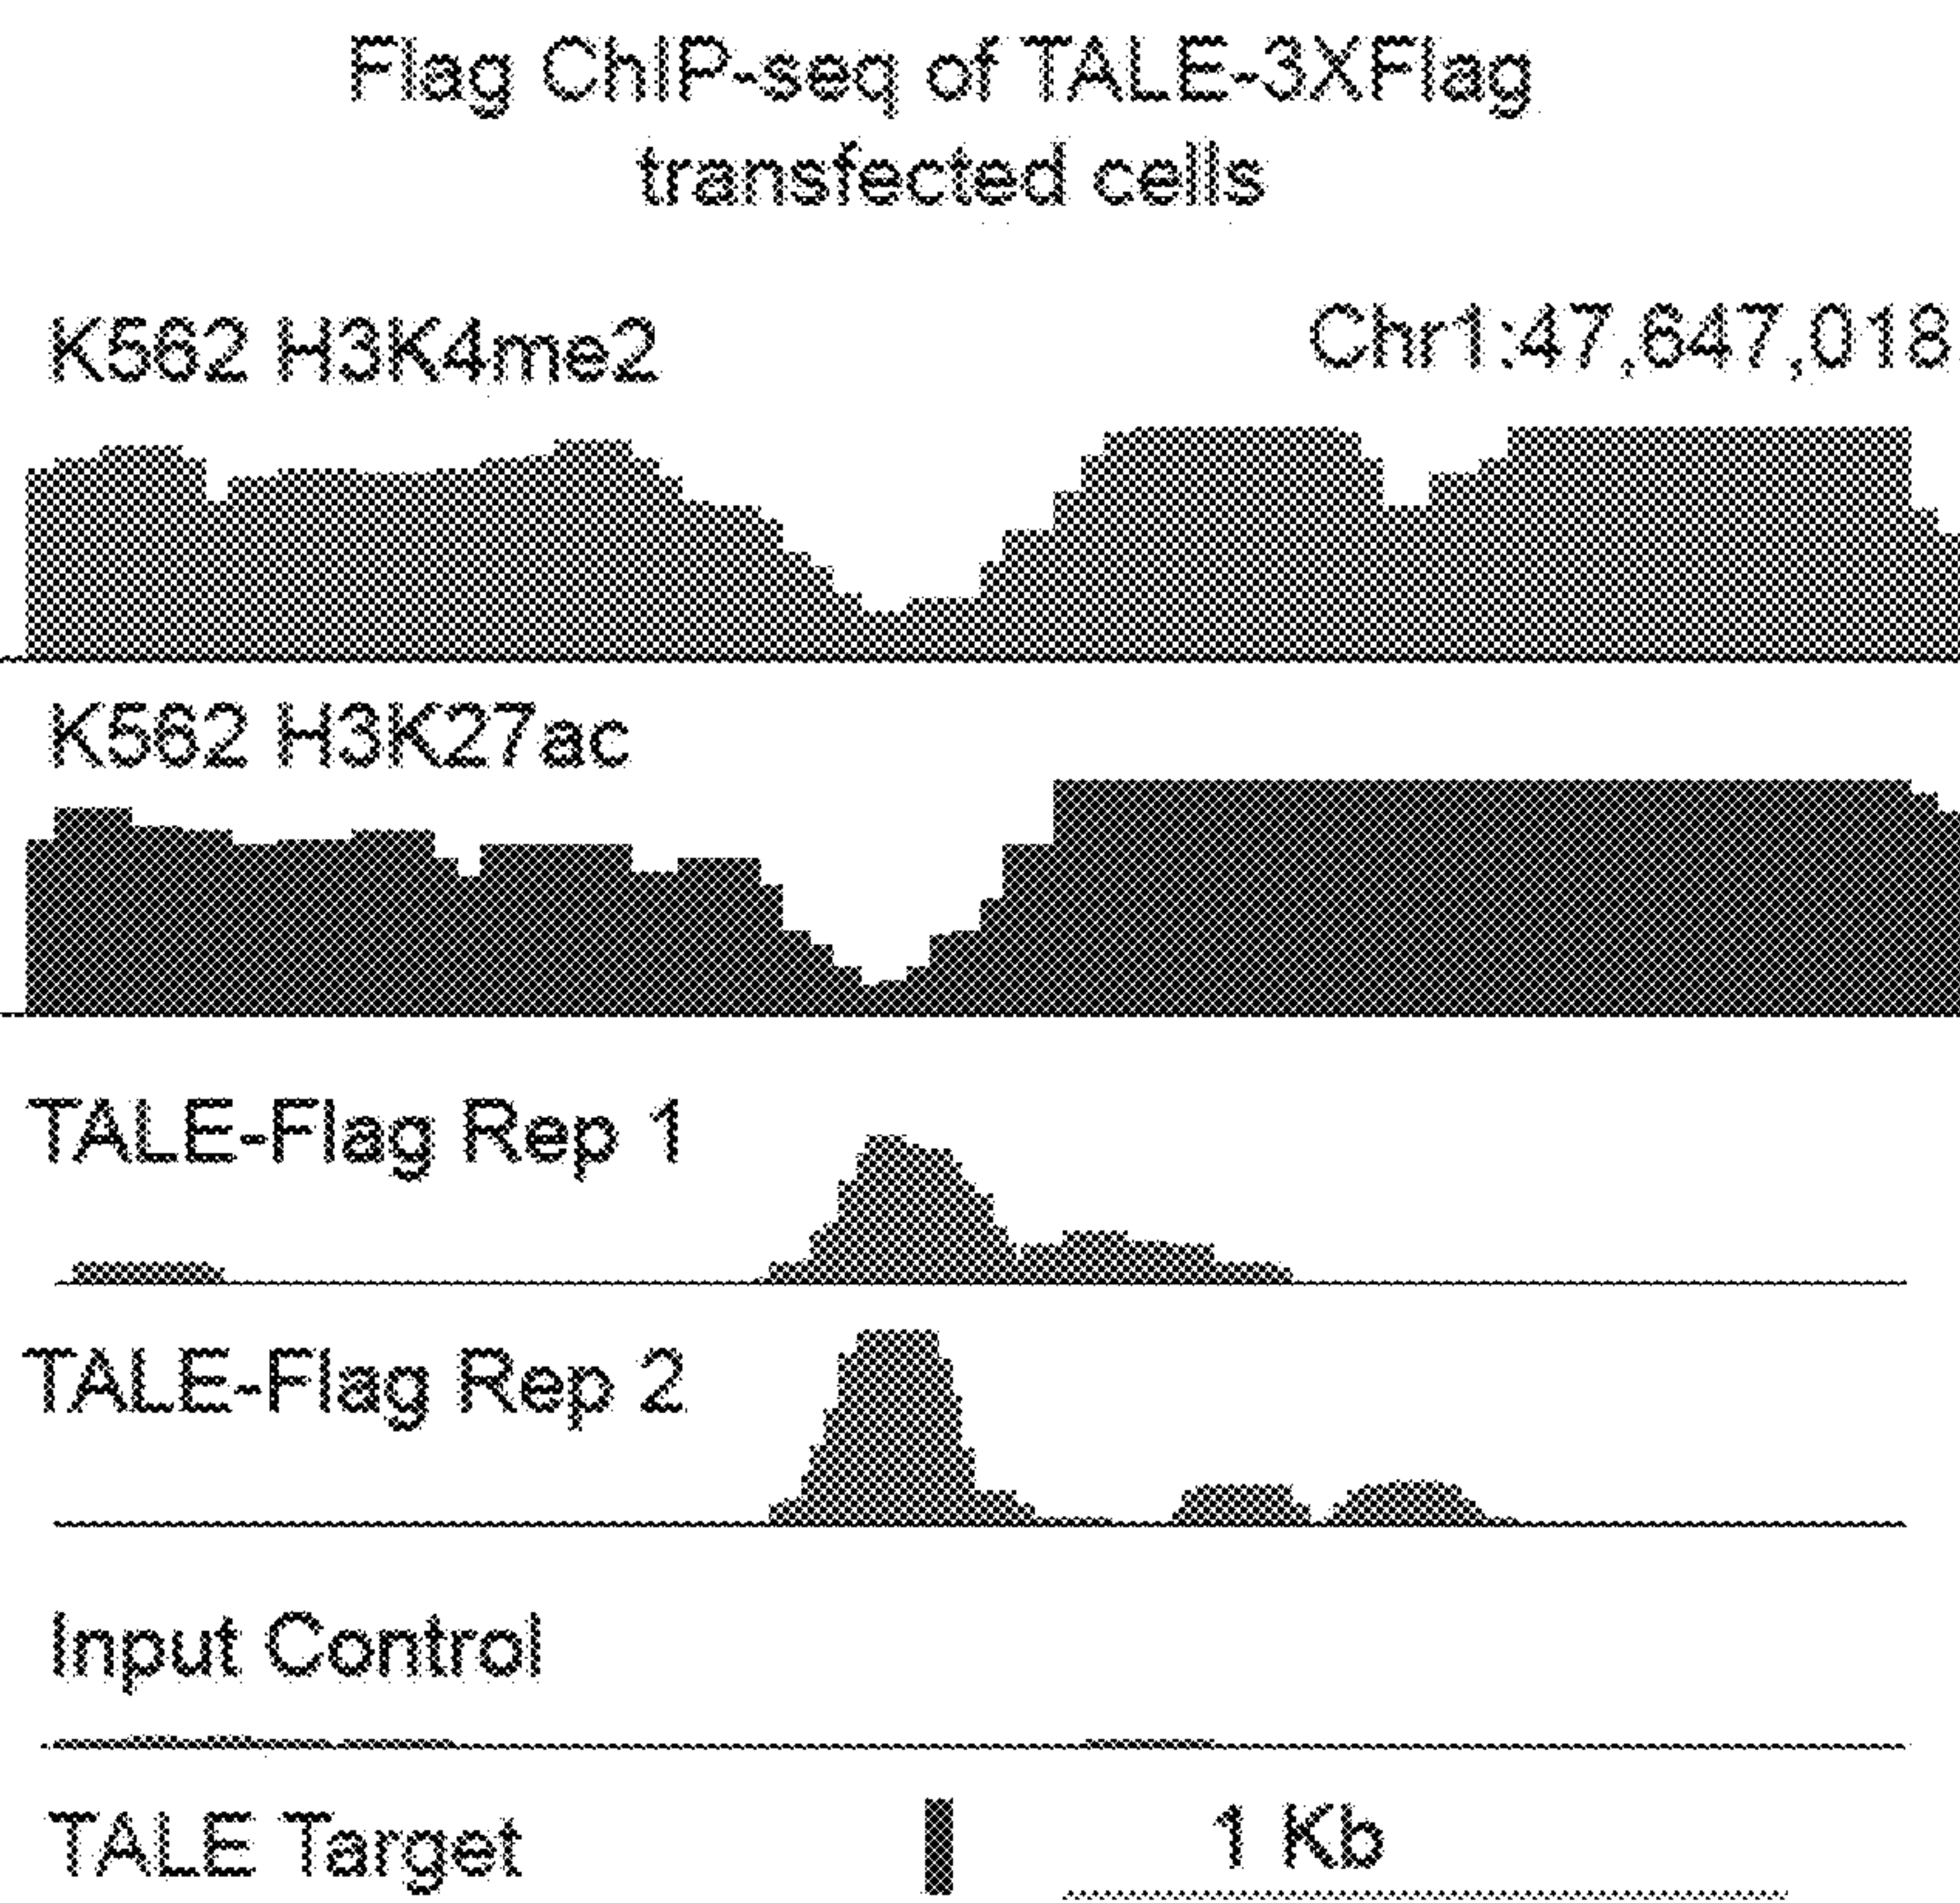 Flag ChIP-seq of TALE-3XFlag
transfected cells
K562 H3K4me2
Chr1:47,647,018
K562 H3K27ac
TALE-Flag Rep 1
TALE-Flag Rep 2
Input Control
TALE Target
1 Kb